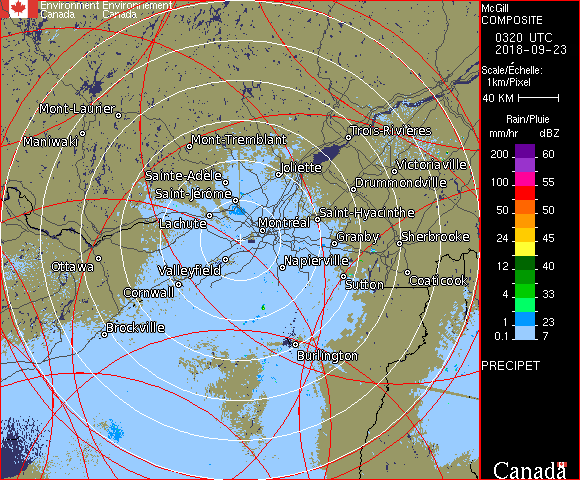 Environment Environnement
Canada Canada
McGill
COMPOSITE
0320 UTC
2018-09-23
Scale/Échelle:
1km/Pixel
40 KM
Rain/Pluie
mm/hr dBZ
200 60
100 55
50 50
24 45
12 40
4 33
2 23
0.1 7
PRECIPET
Canada
Mont-Laurier
Maniwaki
Mont-Tremblant
Trois-Rivières
Sainte-Adèle
Joliette
Victoriaville
Saint-Jérôme
Drummondville
Lachute
Montréal
Saint-Hyacinthe
Granby
Sherbrooke
Ottawa
Valleyfield
Napierville
Cornwall
Sutton
Coaticook
Brockville
Burlington